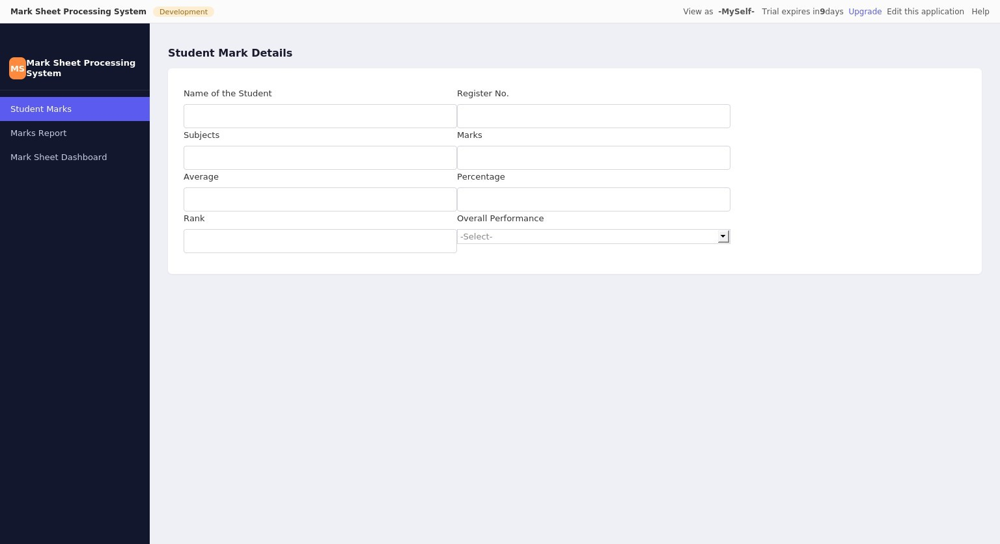 Mark Sheet Processing System Development View as -MySelf- Trial expires in9days Upgrade Edit this application Help
MS Mark Sheet Processing
System
Student Marks
Marks Report
Mark Sheet Dashboard
Student Mark Details
Name of the Student Register No.
Subjects Marks
Average Percentage
Rank Overall Performance
-Select-